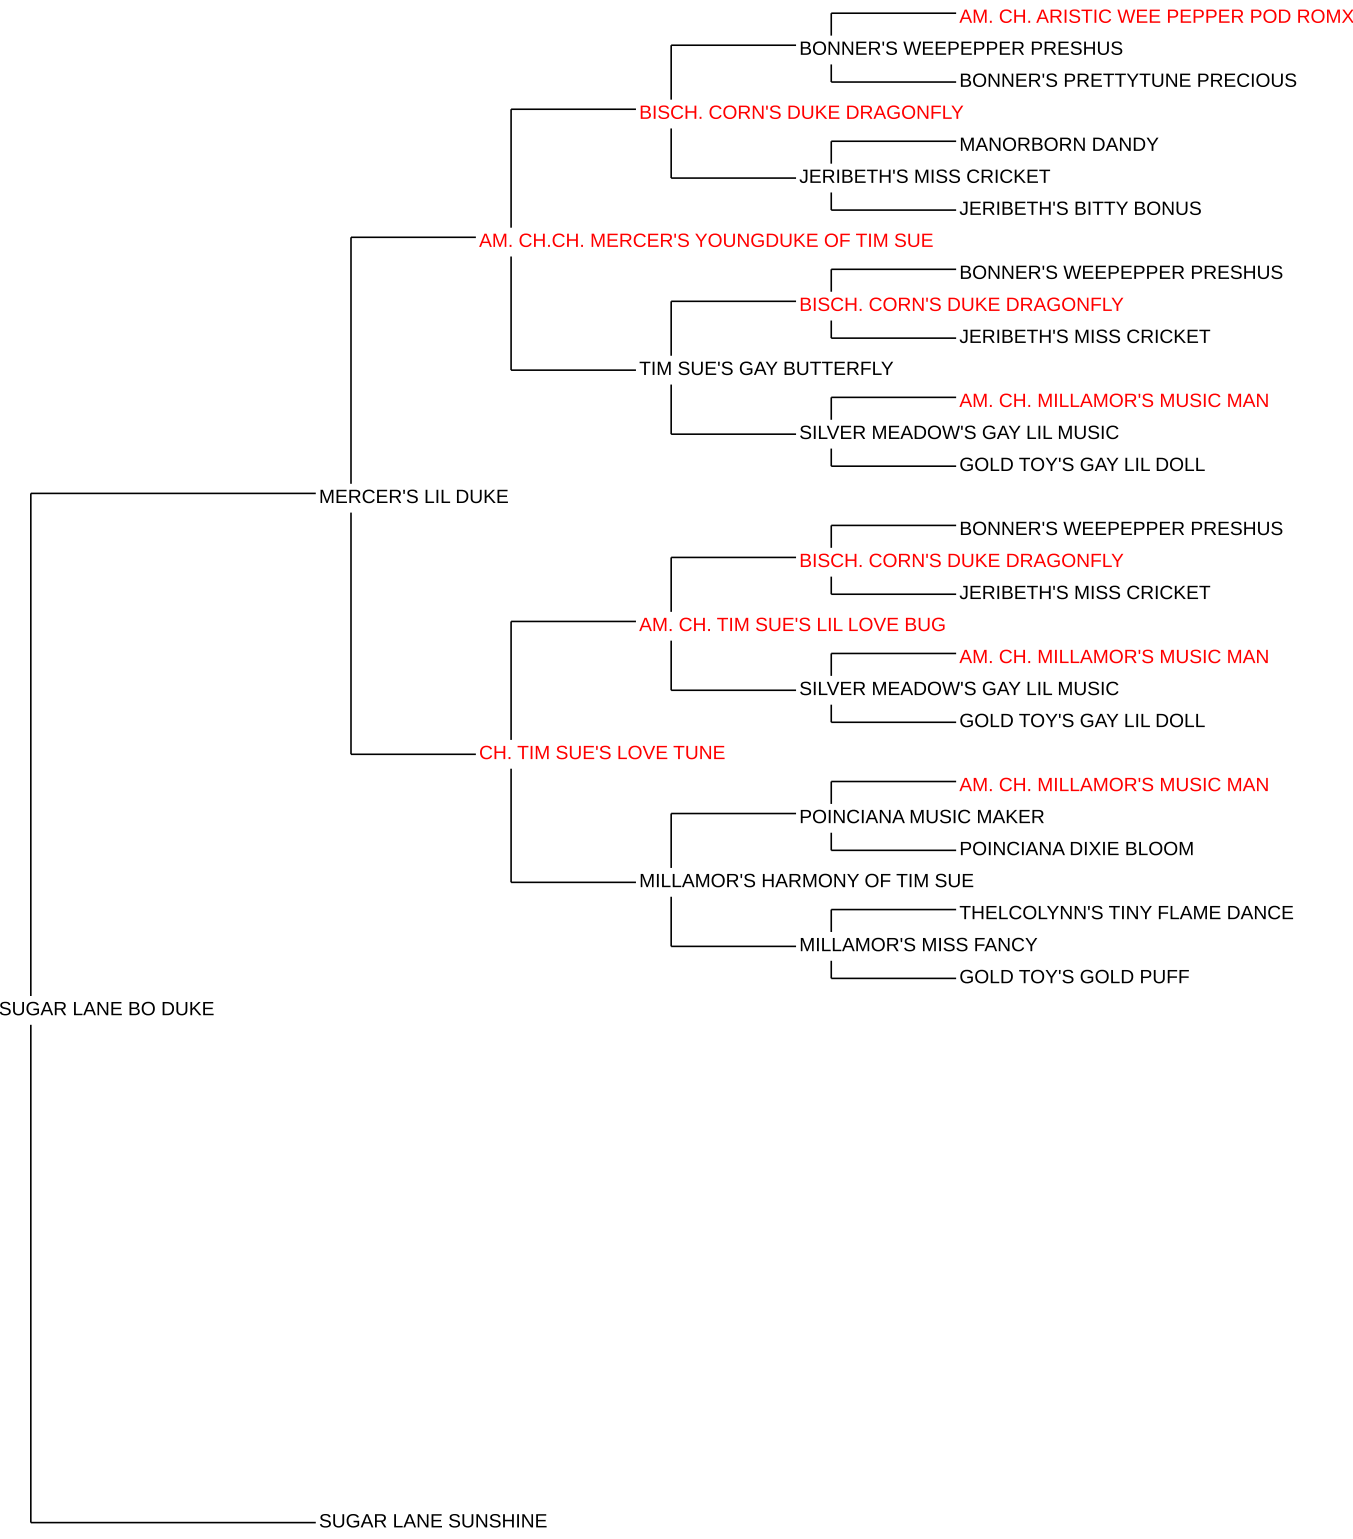 AM. CH. ARISTIC WEE PEPPER POD ROMX
BONNER'S WEEPEPPER PRESHUS
BONNER'S PRETTYTUNE PRECIOUS
BISCH. CORN'S DUKE DRAGONFLY
MANORBORN DANDY
JERIBETH'S MISS CRICKET
JERIBETH'S BITTY BONUS
AM. CH.CH. MERCER'S YOUNGDUKE OF TIM SUE
BONNER'S WEEPEPPER PRESHUS
BISCH. CORN'S DUKE DRAGONFLY
JERIBETH'S MISS CRICKET
TIM SUE'S GAY BUTTERFLY
AM. CH. MILLAMOR'S MUSIC MAN
SILVER MEADOW'S GAY LIL MUSIC
GOLD TOY'S GAY LIL DOLL
MERCER'S LIL DUKE
BONNER'S WEEPEPPER PRESHUS
BISCH. CORN'S DUKE DRAGONFLY
JERIBETH'S MISS CRICKET
AM. CH. TIM SUE'S LIL LOVE BUG
AM. CH. MILLAMOR'S MUSIC MAN
SILVER MEADOW'S GAY LIL MUSIC
GOLD TOY'S GAY LIL DOLL
CH. TIM SUE'S LOVE TUNE
AM. CH. MILLAMOR'S MUSIC MAN
POINCIANA MUSIC MAKER
POINCIANA DIXIE BLOOM
MILLAMOR'S HARMONY OF TIM SUE
THELCOLYNN'S TINY FLAME DANCE
MILLAMOR'S MISS FANCY
GOLD TOY'S GOLD PUFF
SUGAR LANE BO DUKE
SUGAR LANE SUNSHINE